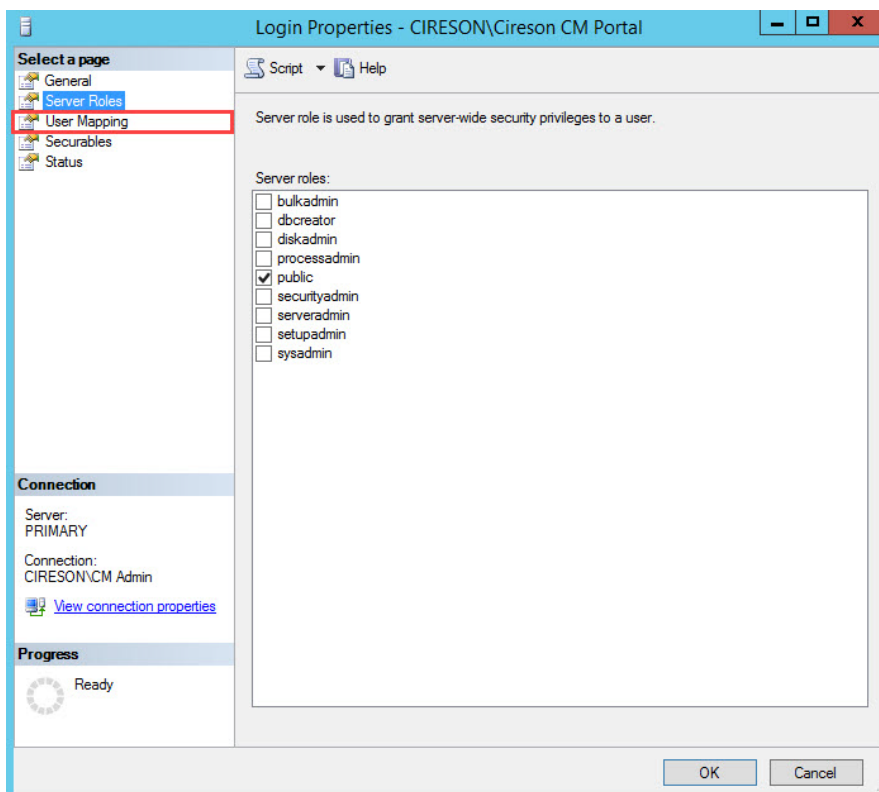 Login Properties - CIRESON\Cireson CM Portal
Select a page
General
Server Roles
User Mapping
Securables
Status
Script
Help
Server role is used to grant server-wide security privileges to a user.
Server roles:
bulkadmin
dbcreator
diskadmin
processadmin
public
securityadmin
serveradmin
setupadmin
sysadmin
Connection
Server:
PRIMARY
Connection:
CIRESON\CM Admin
View connection properties
Progress
Ready
OK
Cancel